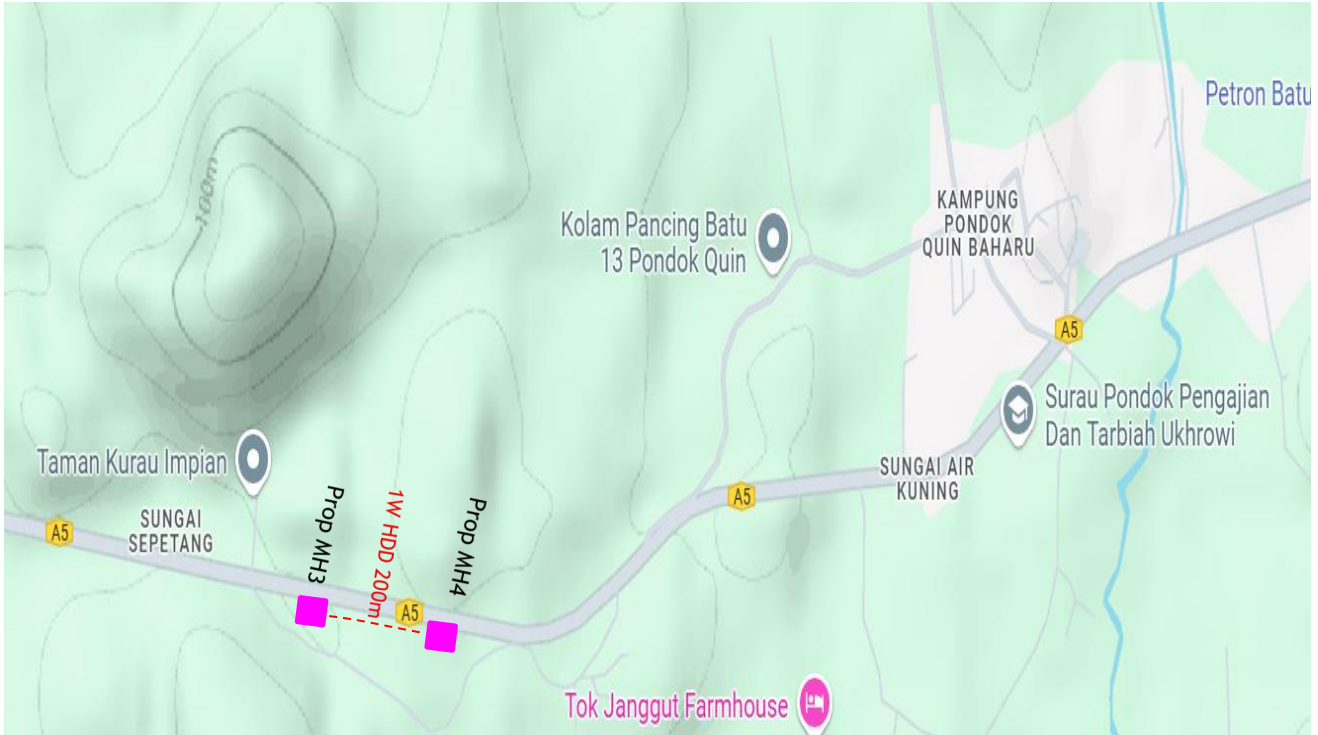 Petron Batu
100m
KAMPUNG
PONDOK
QUIN BAHARU
Kolam Pancing Batu
13 Pondok Quin
A5
Surau Pondok Pengajian
Dan Tarbiah Ukhrowi
Taman Kurau Impian
SUNGAI AIR
KUNING
A5
SUNGAI
SEPETANG
A5
Prop MH3
1W HDD 200m
Prop MH4
A5
Tok Janggut Farmhouse